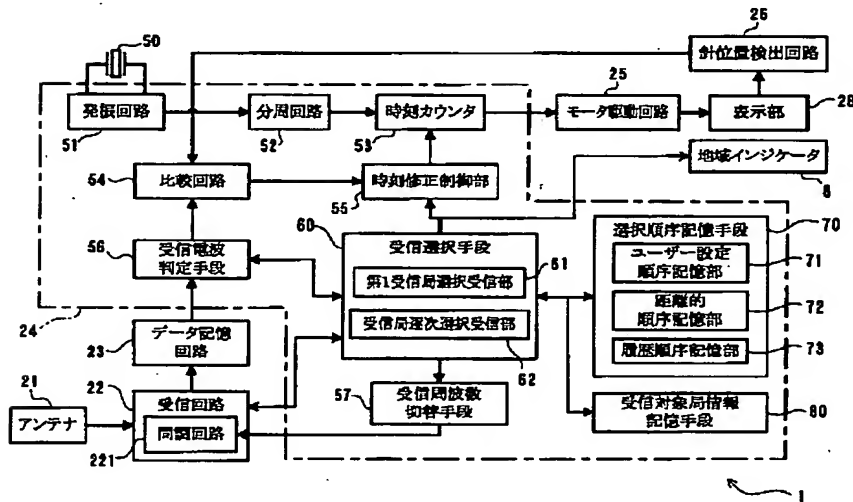 50
26
針位置検出回路
発振回路
51
分周回路
52
時刻カウンタ
53
25
モータ駆動回路
表示部
28
地域インジケータ
8
54
比較回路
時刻修正制御部
55
56
受信電波
判定手段
60
受信選択手段
第1受信局選択受信部
61
受信局逐次選択受信部
62
選択順序記憶手段
70
ユーザー設定
順序記憶部
71
距離的
順序記憶部
72
履歴順序記憶部
73
24
23
データ記憶
回路
21
アンテナ
22
受信回路
同調回路
221
57
受信周波数
切替手段
受信対象局情報
記憶手段
80
1